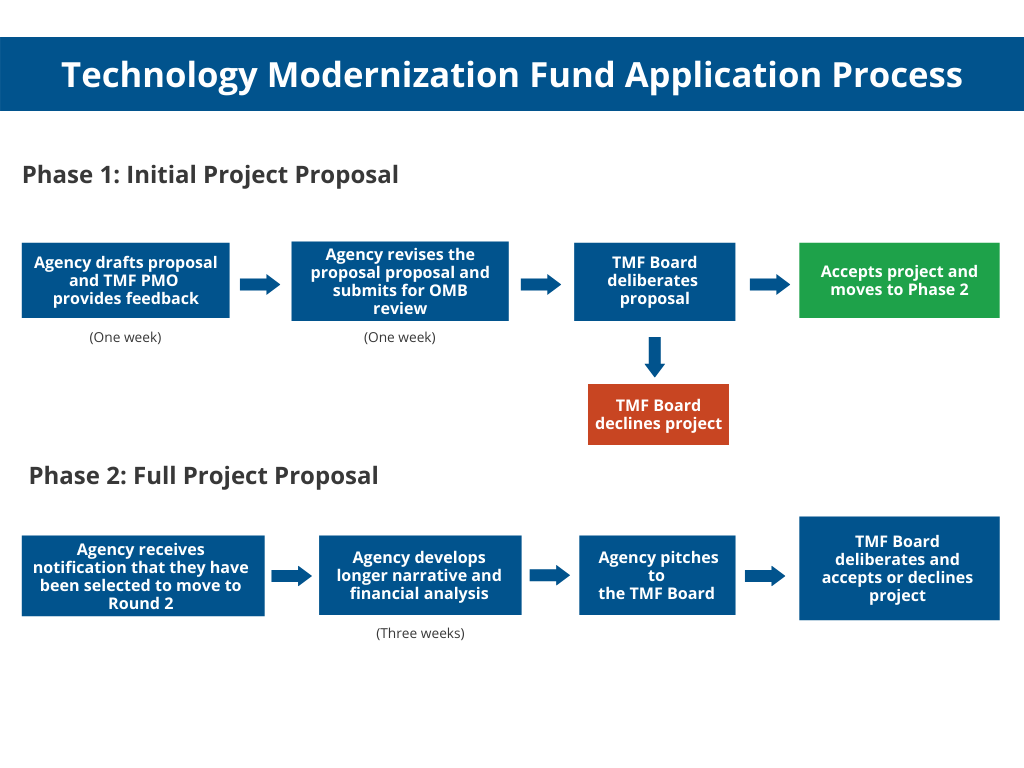 Technology Modernization Fund Application Process
Phase 1: Initial Project Proposal
Agency drafts proposal
and TMF PMO
provides feedback
(One week)
Agency revises the
proposal proposal and
submits for OMB
review
(One week)
TMF Board
deliberates
proposal
Accepts project and
moves to Phase 2
TMF Board
declines project
Phase 2: Full Project Proposal
Agency receives
notification that they have
been selected to move to
Round 2
Agency develops
longer narrative and
financial analysis
(Three weeks)
Agency pitches
to
the TMF Board
TMF Board
deliberates and
accepts or declines
project